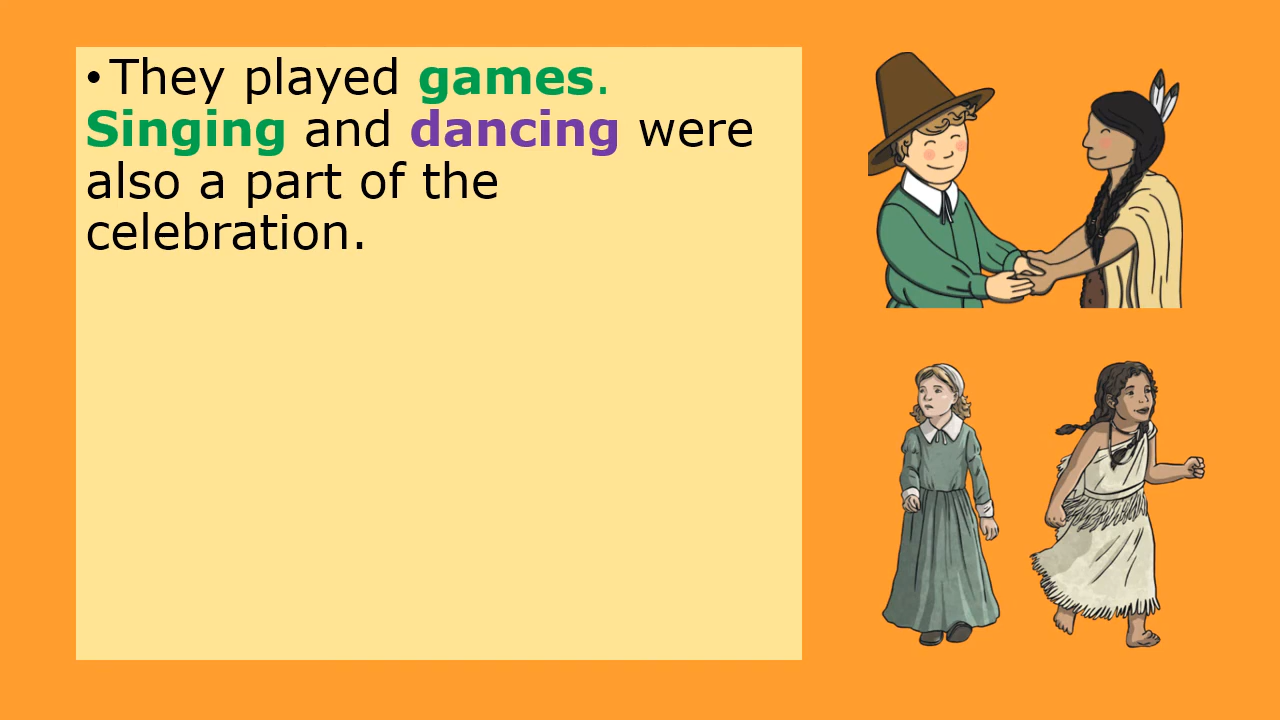 • They played games.
Singing and dancing were
also a part of the
celebration.